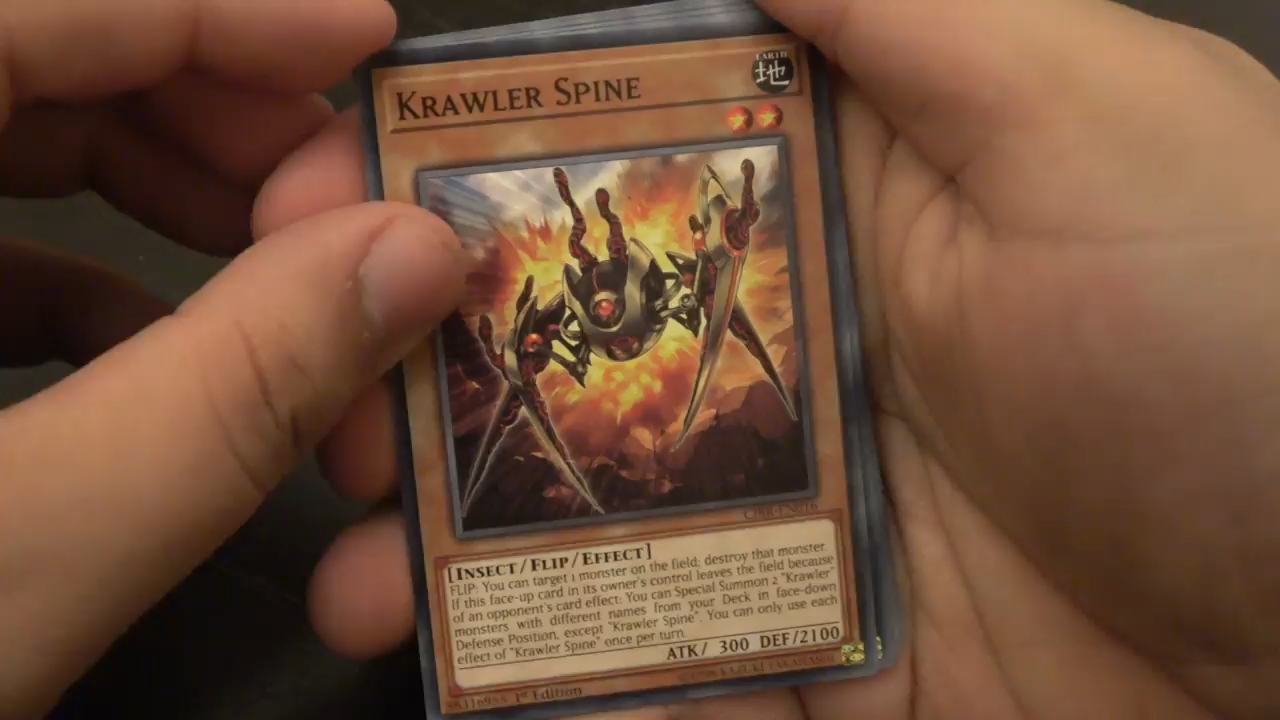 KRAWLER SPINE
EARTH
地
CIBR-EN016
[INSECT/FLIP/EFFECT]
FLIP: You can target 1 monster on the field; destroy that monster.
If this face-up card in its owner's control leaves the field because
of an opponent's card effect: You can Special Summon 2 "Krawler"
monsters with different names from your Deck in face-down
Defense Position, except "Krawler Spine". You can only use each
effect of "Krawler Spine" once per turn.
ATK/ 300 DEF/2100
1st Edition
KAZUKI TAKAHASHI